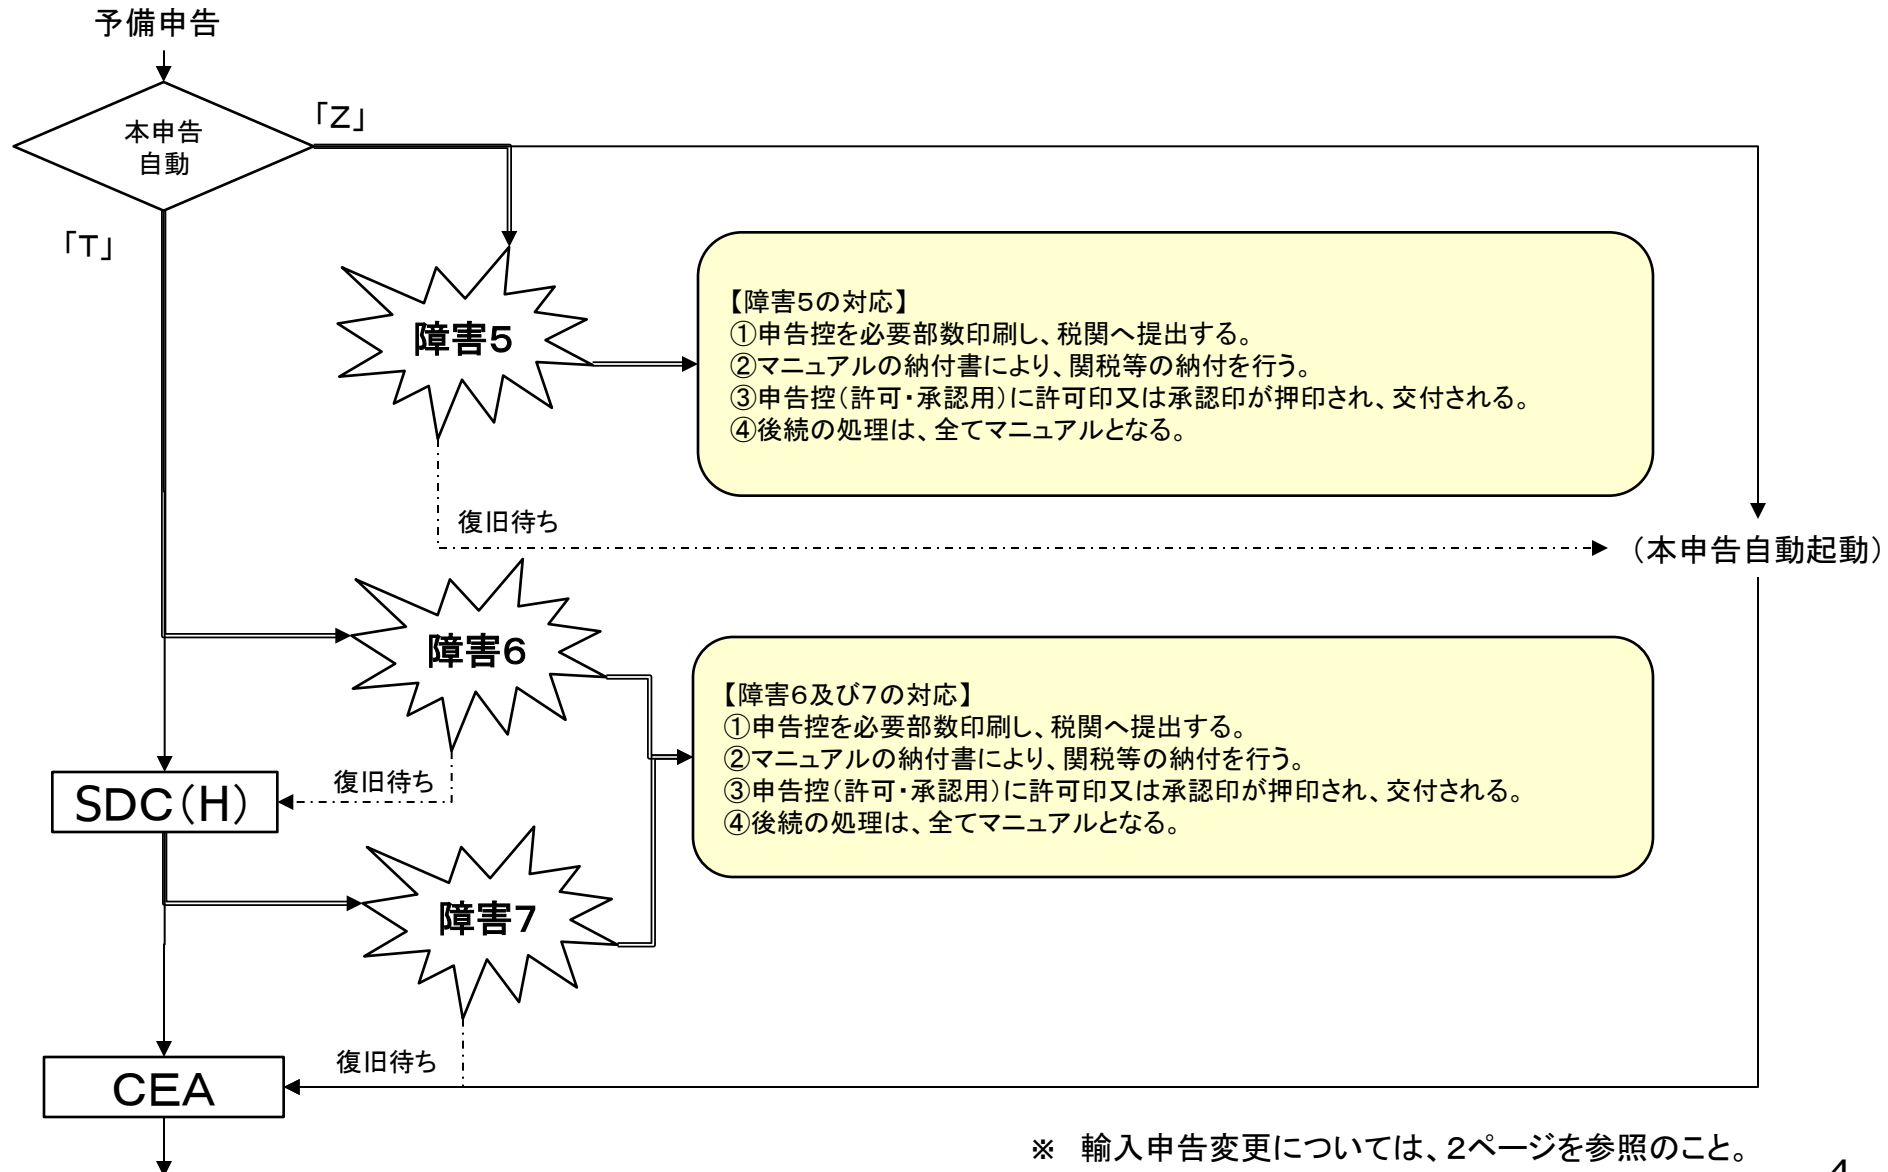 予備申告
本申告
自動
「Z」
「T」
障害5
【障害5の対応】
①申告控を必要部数印刷し、税関へ提出する。
②マニュアルの納付書により、関税等の納付を行う。
③申告控(許可・承認用)に許可印又は承認印が押印され、交付される。
④後続の処理は、全てマニュアルとなる。
復旧待ち
(本申告自動起動)
障害6
【障害6及び7の対応】
①申告控を必要部数印刷し、税関へ提出する。
②マニュアルの納付書により、関税等の納付を行う。
③申告控(許可・承認用)に許可印又は承認印が押印され、交付される。
④後続の処理は、全てマニュアルとなる。
復旧待ち
SDC(H)
障害7
復旧待ち
CEA
※ 輸入申告変更については、2ページを参照のこと。